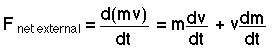 F net external = d(mv)/dt = m dv/dt + v dm/dt